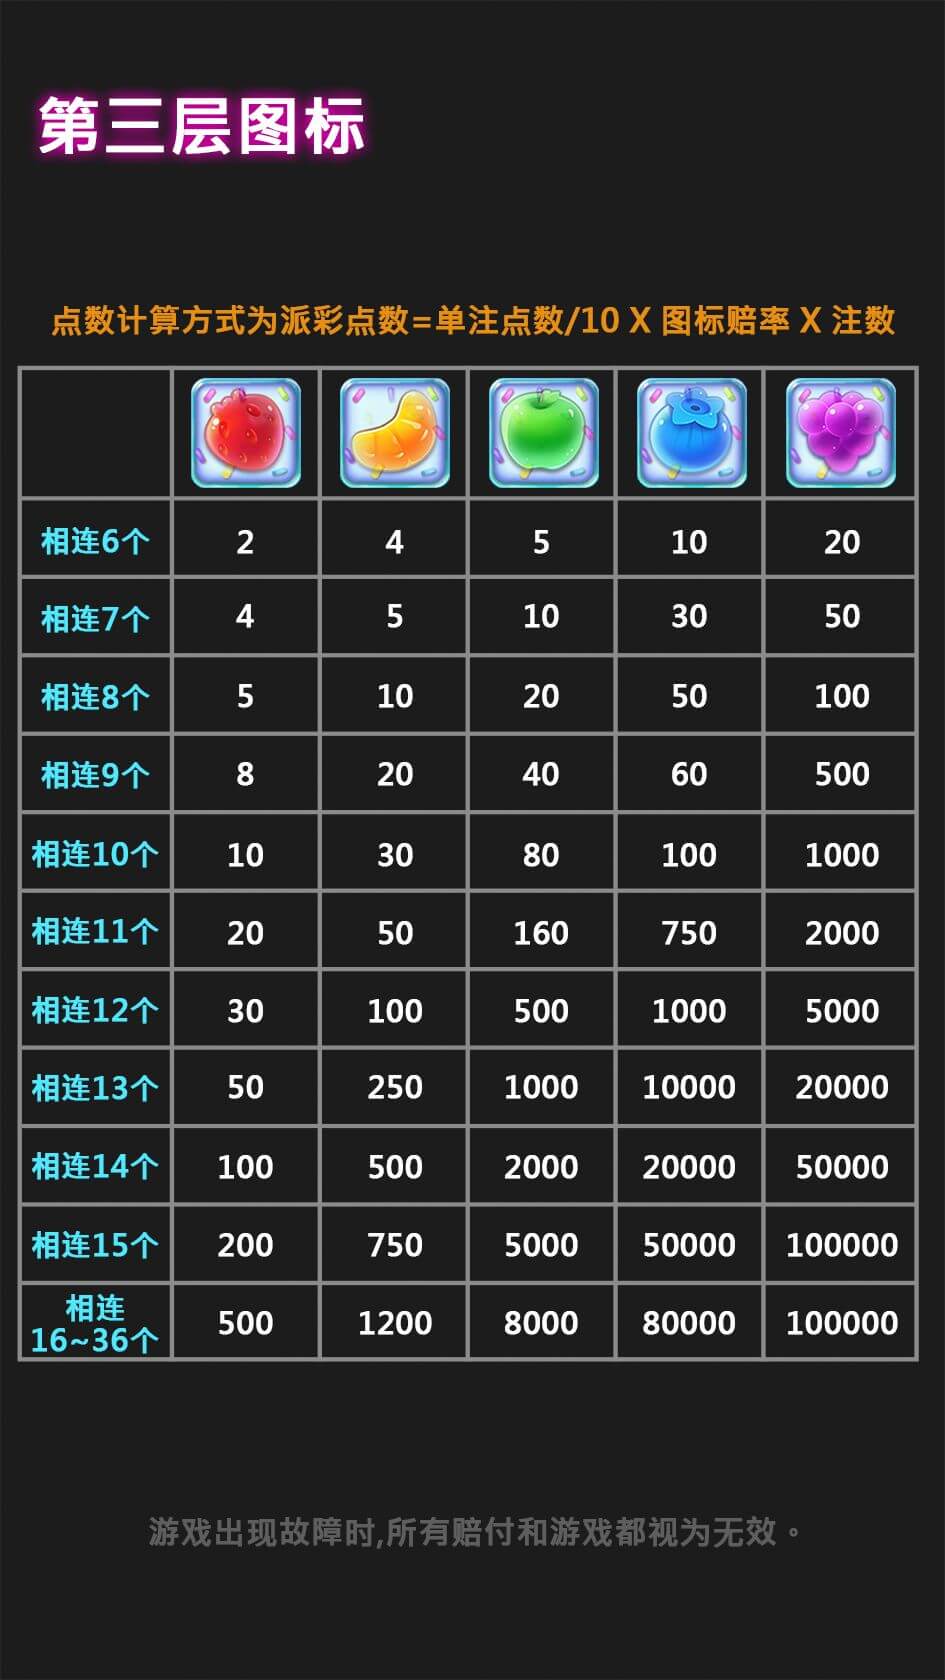 第三层图标
点数计算方式为派彩点数=单注点数/10 X 图标赔率 X 注数
相连6个 2 4 5 10 20
相连7个 4 5 10 30 50
相连8个 5 10 20 50 100
相连9个 8 20 40 60 500
相连10个 10 30 80 100 1000
相连11个 20 50 160 750 2000
相连12个 30 100 500 1000 5000
相连13个 50 250 1000 10000 20000
相连14个 100 500 2000 20000 50000
相连15个 200 750 5000 50000 100000
相连
16~36个 500 1200 8000 80000 100000
游戏出现故障时,所有赔付和游戏都视为无效。